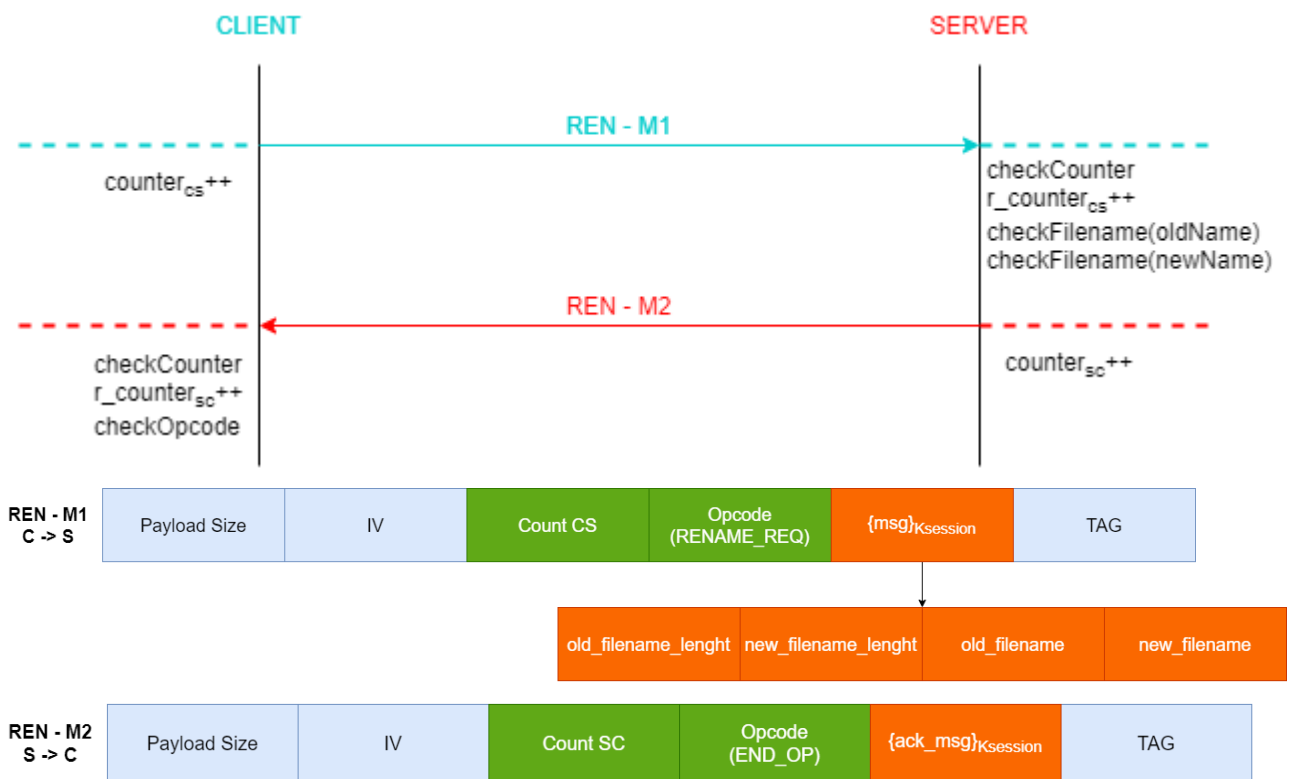 CLIENT
SERVER
REN - M1
counter_cs++
checkCounter
r_counter_cs++
checkFilename(oldName)
checkFilename(newName)
REN - M2
checkCounter
r_counter_sc++
checkOpcode
counter_sc++
REN - M1
C -> S
Payload Size
IV
Count CS
Opcode
(RENAME_REQ)
{msg}Ksession
TAG
old_filename_lenght
new_filename_lenght
old_filename
new_filename
REN - M2
S -> C
Payload Size
IV
Count SC
Opcode
(END_OP)
{ack_msg}Ksession
TAG